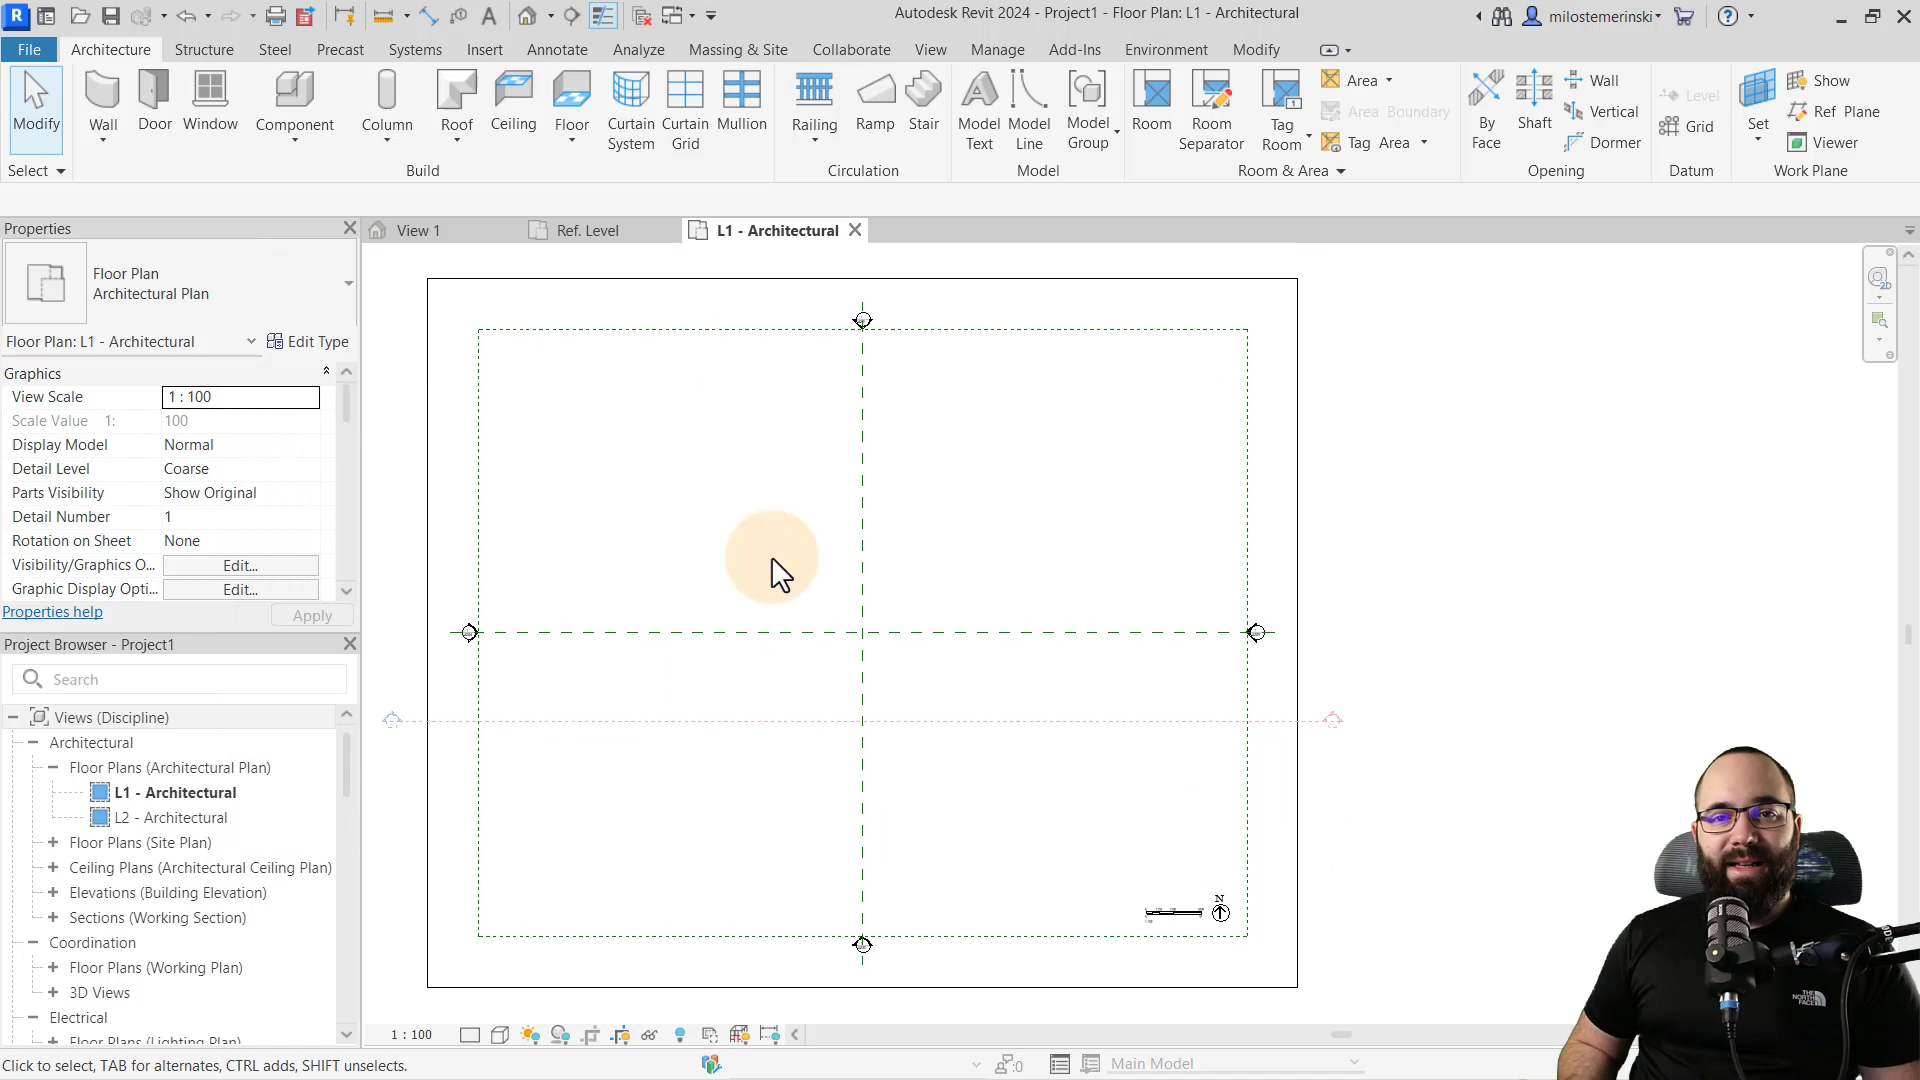 Autodesk Revit 2024 - Project1 - Floor Plan: L1 - Architectural
milostemerinski
File Architecture Structure Steel Precast Systems Insert Annotate Analyze Massing & Site Collaborate View Manage Add-Ins Environment Modify
Modify
Wall
Door
Window
Component
Column
Roof
Ceiling
Floor
Curtain System
Curtain Grid
Mullion
Railing
Ramp
Stair
Model Text
Model Line
Model Group
Room
Room Separator
Tag Room
Area
Area Boundary
Tag Area
By Face
Shaft
Wall
Vertical
Dormer
Level
Grid
Set
Show
Ref Plane
Viewer
Select
Build
Circulation
Model
Room & Area
Opening
Datum
Work Plane
Properties
View 1
Ref. Level
L1 - Architectural
Floor Plan
Architectural Plan
Floor Plan: L1 - Architectural
Edit Type
Graphics
View Scale 1 : 100
Scale Value 1: 100
Display Model Normal
Detail Level Coarse
Parts Visibility Show Original
Detail Number 1
Rotation on Sheet None
Visibility/Graphics O... Edit...
Graphic Display Opti... Edit...
Properties help
Apply
Project Browser - Project1
Search
Views (Discipline)
Architectural
Floor Plans (Architectural Plan)
L1 - Architectural
L2 - Architectural
Floor Plans (Site Plan)
Ceiling Plans (Architectural Ceiling Plan)
Elevations (Building Elevation)
Sections (Working Section)
Coordination
Floor Plans (Working Plan)
3D Views
Electrical
Floor Plans (Lighting Plan)
N
2D
1 : 100
Click to select, TAB for alternates, CTRL adds, SHIFT unselects.
:0
Main Model
THE
NORTH
FACE